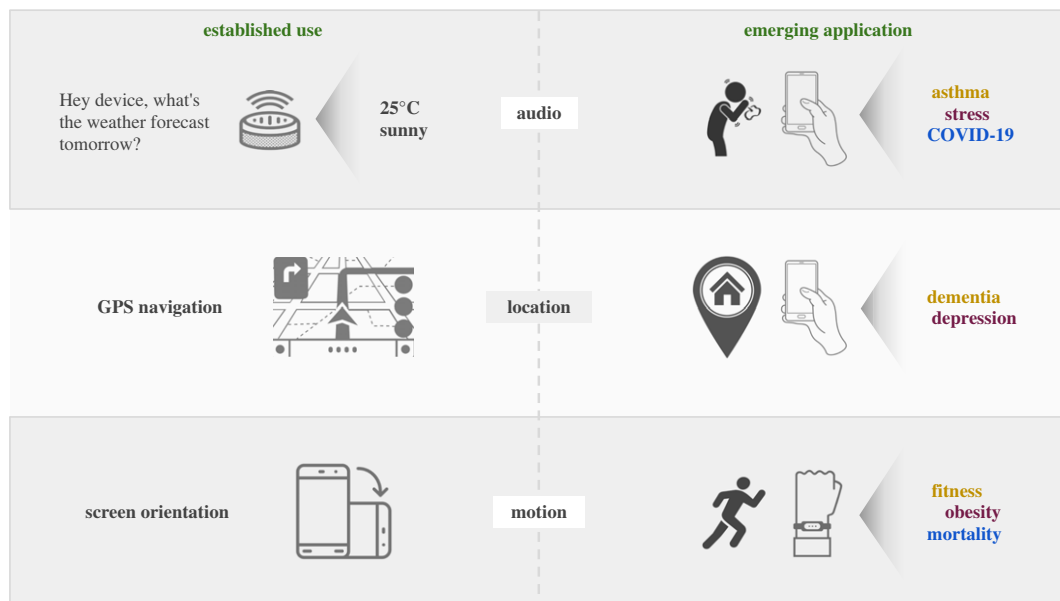 established use
emerging application
Hey device, what's
the weather forecast
tomorrow?
25°C
sunny
audio
asthma
stress
COVID-19
GPS navigation
location
dementia
depression
screen orientation
motion
fitness
obesity
mortality